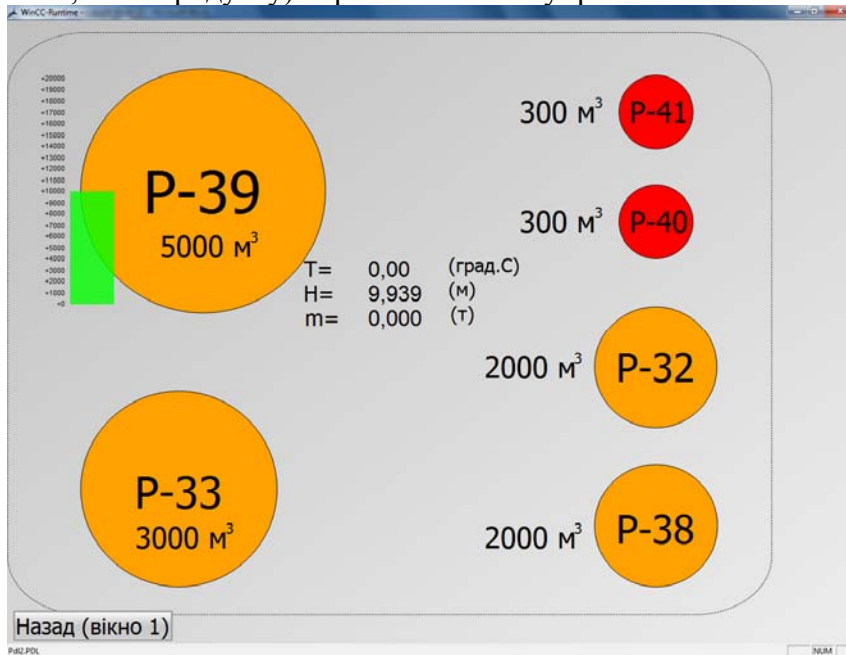 WinCC-Runtime -
+20000
+19000
+18000
+17000
+16000
+15000
+14000
+13000
+12000
+11000
+10000
+9000
+8000
+7000
+6000
+5000
+4000
+3000
+2000
+1000
+0
Р-39
5000 м³
300 м³ Р-41
300 м³ Р-40
Т= 0,00 (град.С)
Н= 9,939 (м)
m= 0,000 (т)
2000 м³ Р-32
Р-33
3000 м³
2000 м³ Р-38
Назад (вікно 1)
Pdl2.PDL
NUM